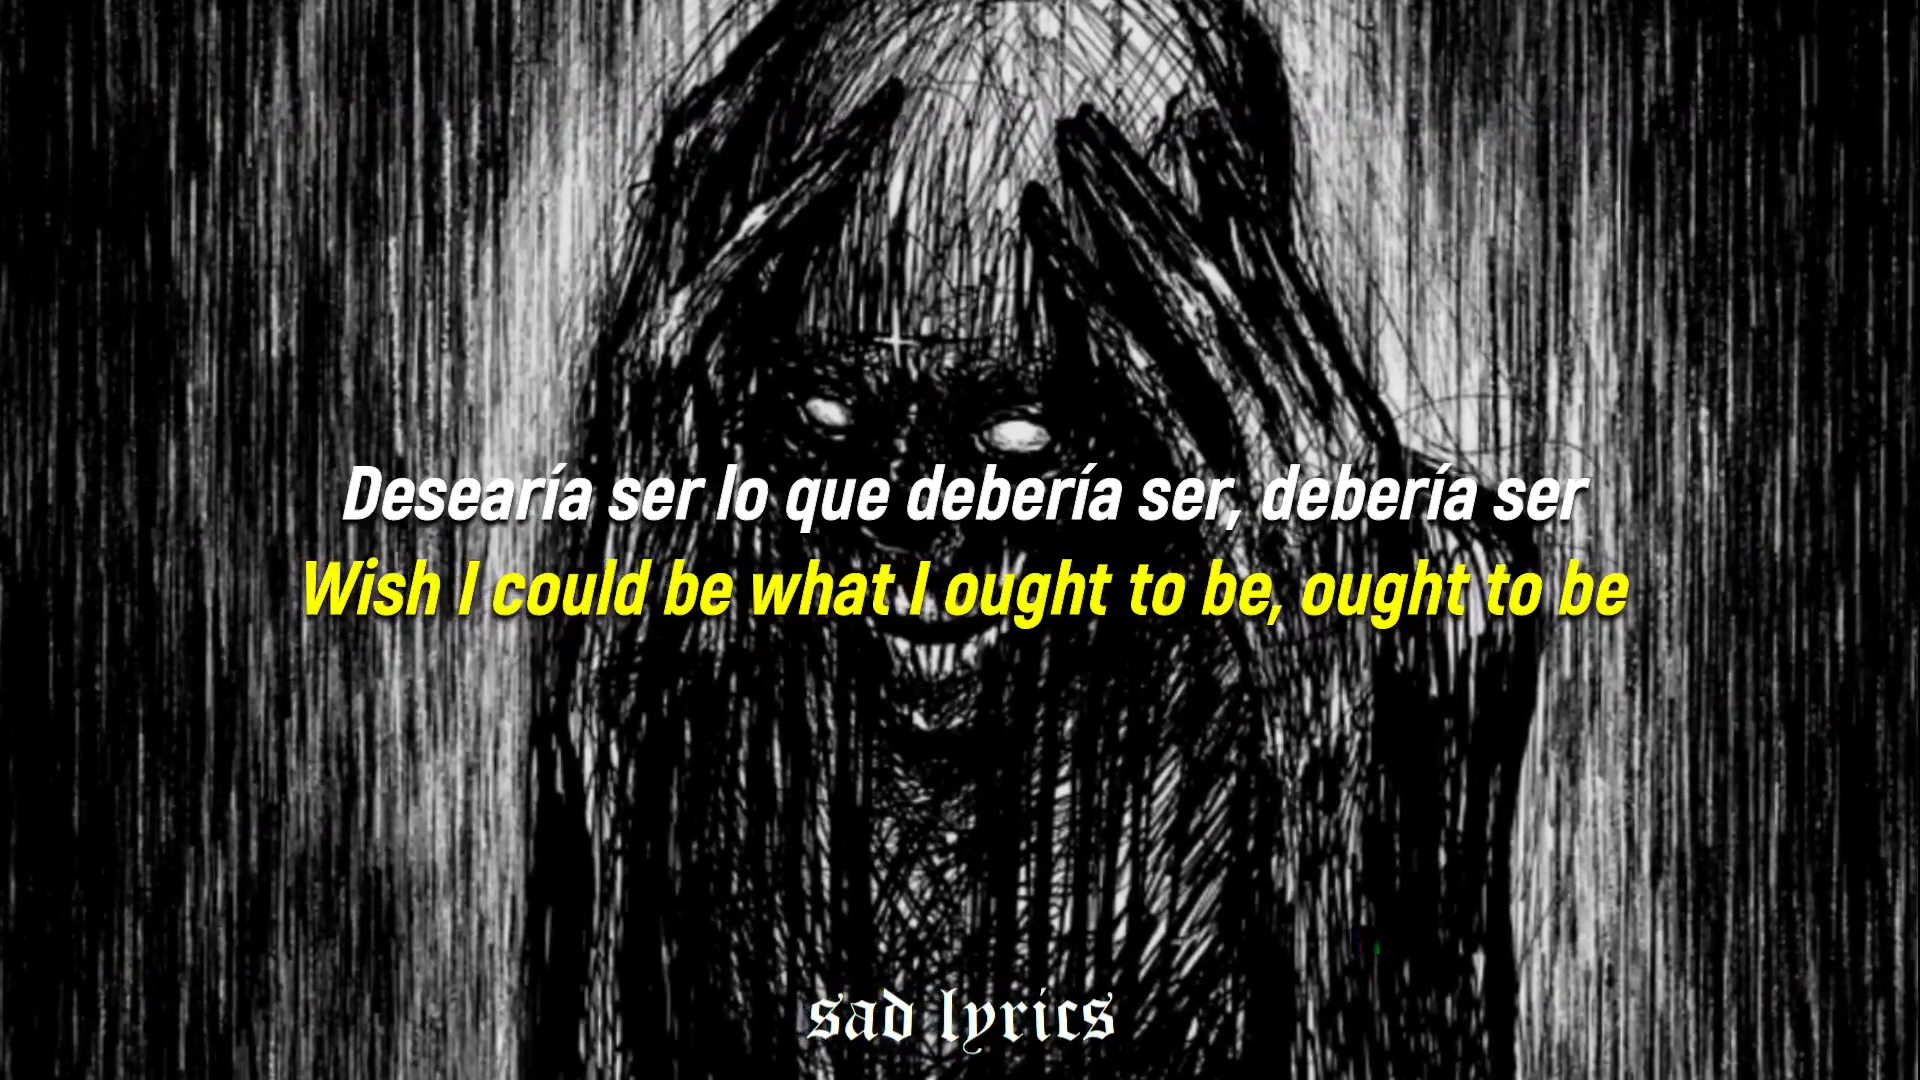 Desearía ser lo que debería ser, debería ser
Wish I could be what I ought to be, ought to be
sad lyrics